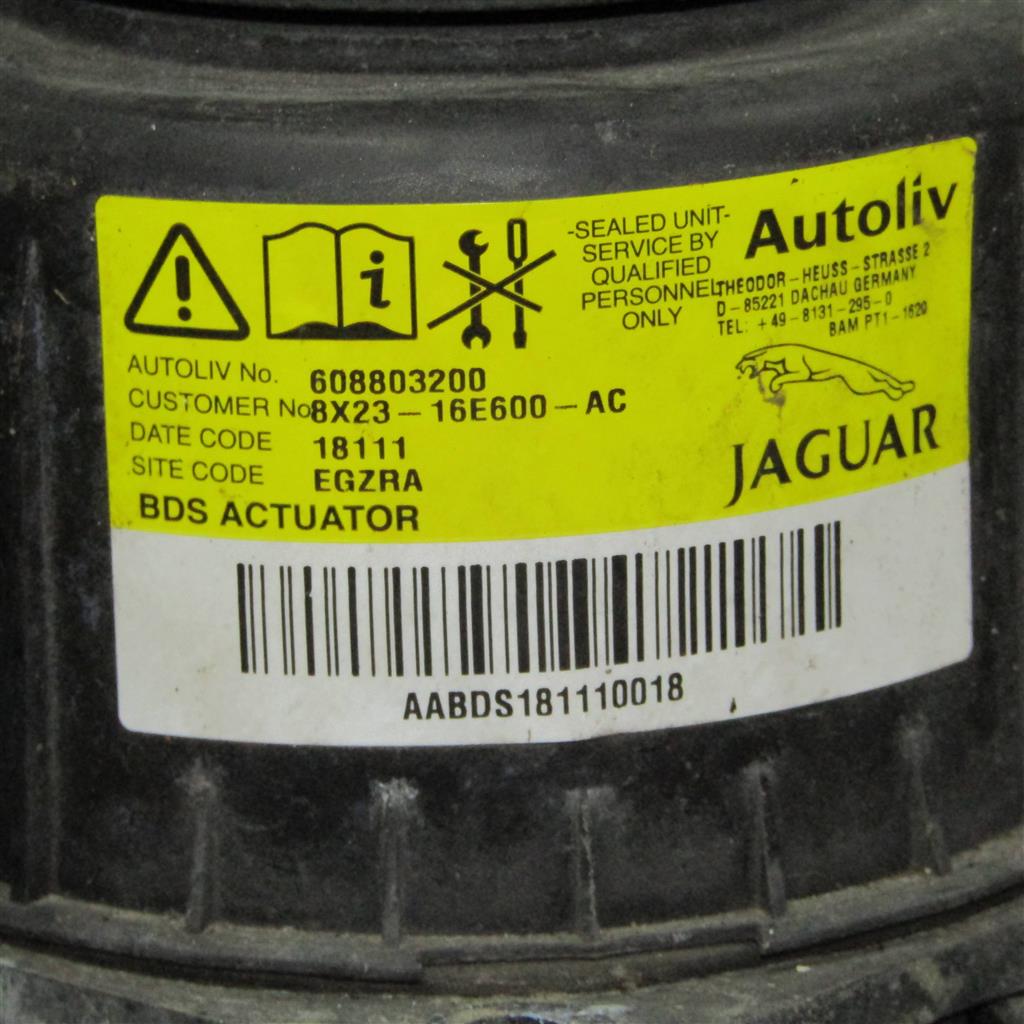 -SEALED UNIT-
SERVICE BY
QUALIFIED
PERSONNEL
ONLY
Autoliv
THEODOR-HEUSS-STRASSE 2
D-85221 DACHAU GERMANY
TEL: +49-8131-295-0
BAM PT1-1620
AUTOLIV No. 608803200
CUSTOMER No 8X23-16E600-AC
DATE CODE 18111
SITE CODE EGZRA
BDS ACTUATOR
JAGUAR
AABDS181110018